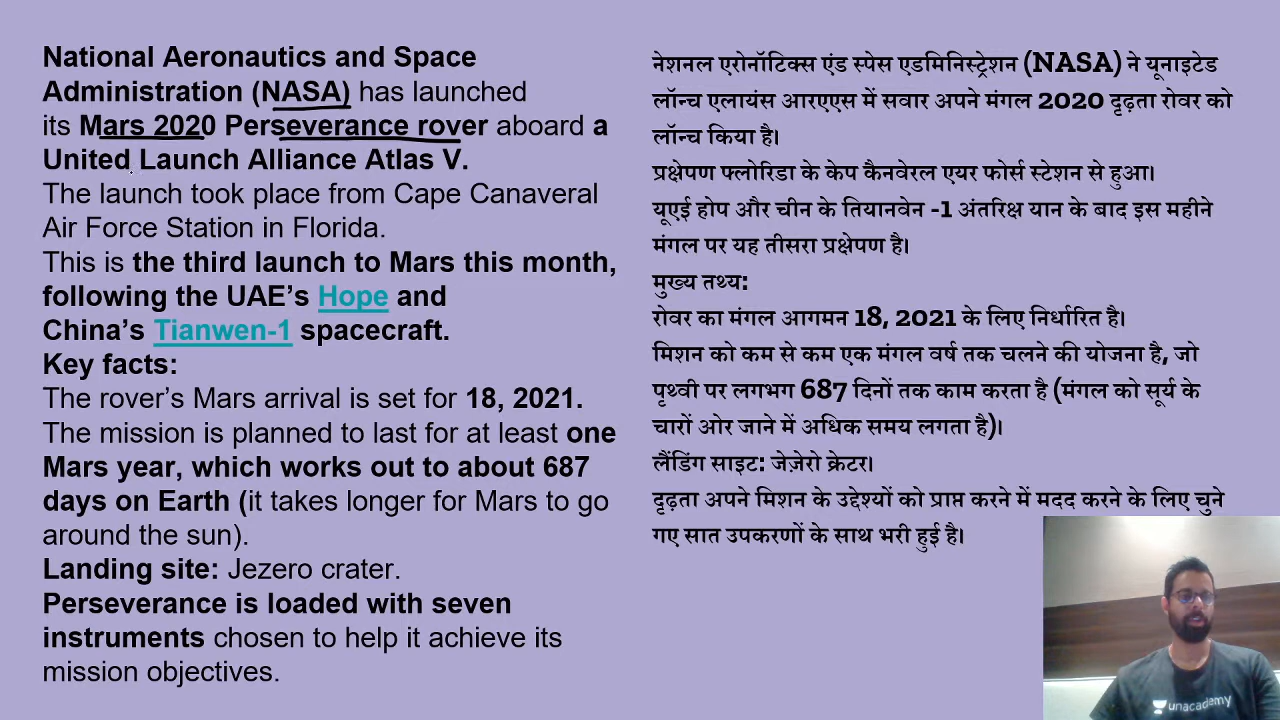 National Aeronautics and Space
Administration (NASA) has launched
its Mars 2020 Perseverance rover aboard a
United Launch Alliance Atlas V.
The launch took place from Cape Canaveral
Air Force Station in Florida.
This is the third launch to Mars this month,
following the UAE’s Hope and
China’s Tianwen-1 spacecraft.
Key facts:
The rover’s Mars arrival is set for 18, 2021.
The mission is planned to last for at least one
Mars year, which works out to about 687
days on Earth (it takes longer for Mars to go
around the sun).
Landing site: Jezero crater.
Perseverance is loaded with seven
instruments chosen to help it achieve its
mission objectives.
नेशनल एरोनॉटिक्स एंड स्पेस एडमिनिस्ट्रेशन (NASA) ने यूनाइटेड
लॉन्च एलायंस आरएएस में सवार अपने मंगल 2020 दृढ़ता रोवर को
लॉन्च किया है।
प्रक्षेपण फ्लोरिडा के केप कैनवेरल एयर फोर्स स्टेशन से हुआ।
यूएई होप और चीन के तियानवेन -1 अंतरिक्ष यान के बाद इस महीने
मंगल पर यह तीसरा प्रक्षेपण है।
मुख्य तथ्य:
रोवर का मंगल आगमन 18, 2021 के लिए निर्धारित है।
मिशन को कम से कम एक मंगल वर्ष तक चलने की योजना है, जो
पृथ्वी पर लगभग 687 दिनों तक काम करता है (मंगल को सूर्य के
चारों ओर जाने में अधिक समय लगता है)।
लैंडिंग साइट: जेज़ेरो क्रेटर।
दृढ़ता अपने मिशन के उद्देश्यों को प्राप्त करने में मदद करने के लिए चुने
गए सात उपकरणों के साथ भरी हुई है।
unacademy